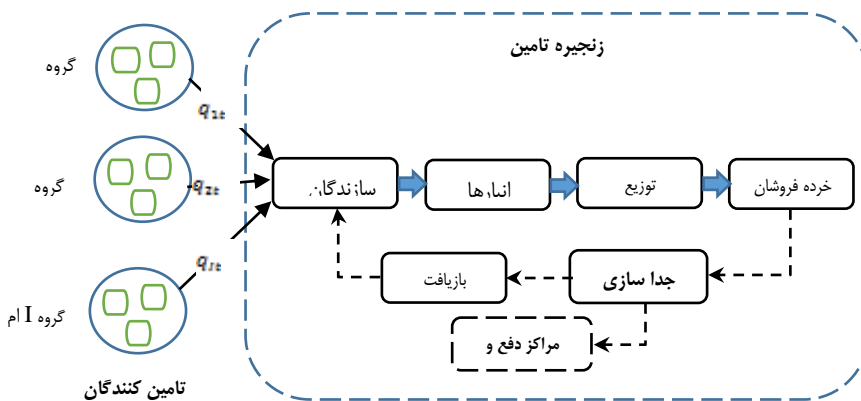 زنجیره تامین
گروه
q₁ₜ
گروه
q₂ₜ
گروه I ام
qᵢₜ
تامین کنندگان
سازندگان
انبارها
توزیع
خرده فروشان
بازیافت
جدا سازی
مراکز دفع و